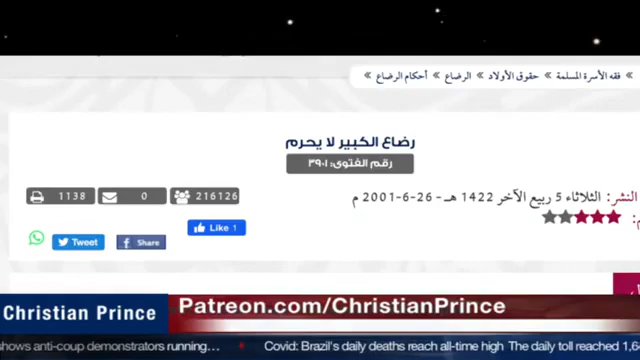 فقه الأسرة المسلمة » حقوق الأولاد » الرضاع » أحكام الرضاع »
رضاع الكبير لا يحرم
رقم الفتوى: ٣٩٠١
النشر: الثلاثاء 5 ربيع الآخر 1422 هـ - 26-6-2001 م
1138 0 216126
Like 1
Tweet Share
Christian Prince
Patreon.com/ChristianPrince
shows anti-coup demonstrators running... Covid: Brazil's daily deaths reach all-time high The daily toll reached 1,6